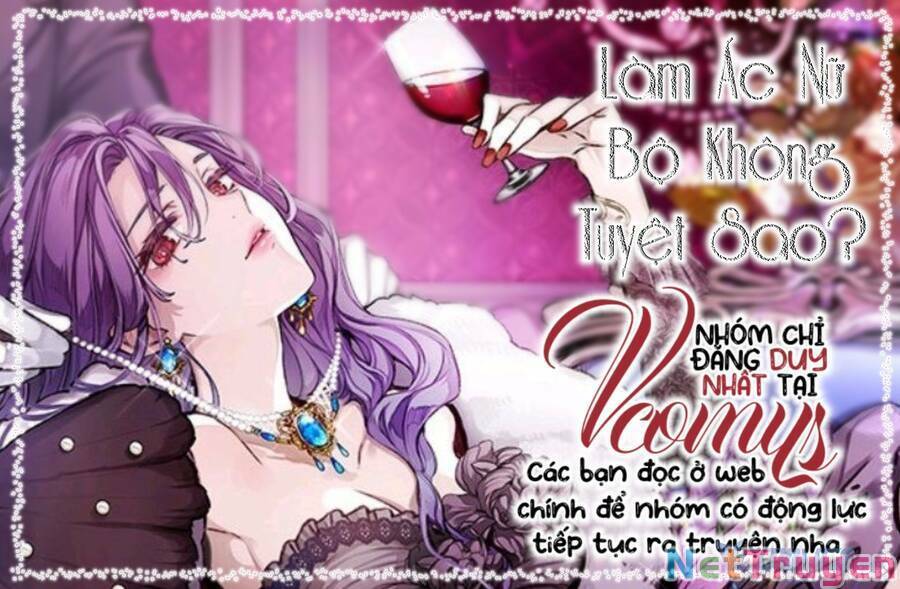 Làm Ác Nữ
Bộ Không
Tuyệt Sao?
NHÓM CHỈ
ĐĂNG DUY
NHẤT TẠI
Vcomys
Các bạn đọc ở web
chính để nhóm có động lực
tiếp tục ra truyện nha
NetTruyen